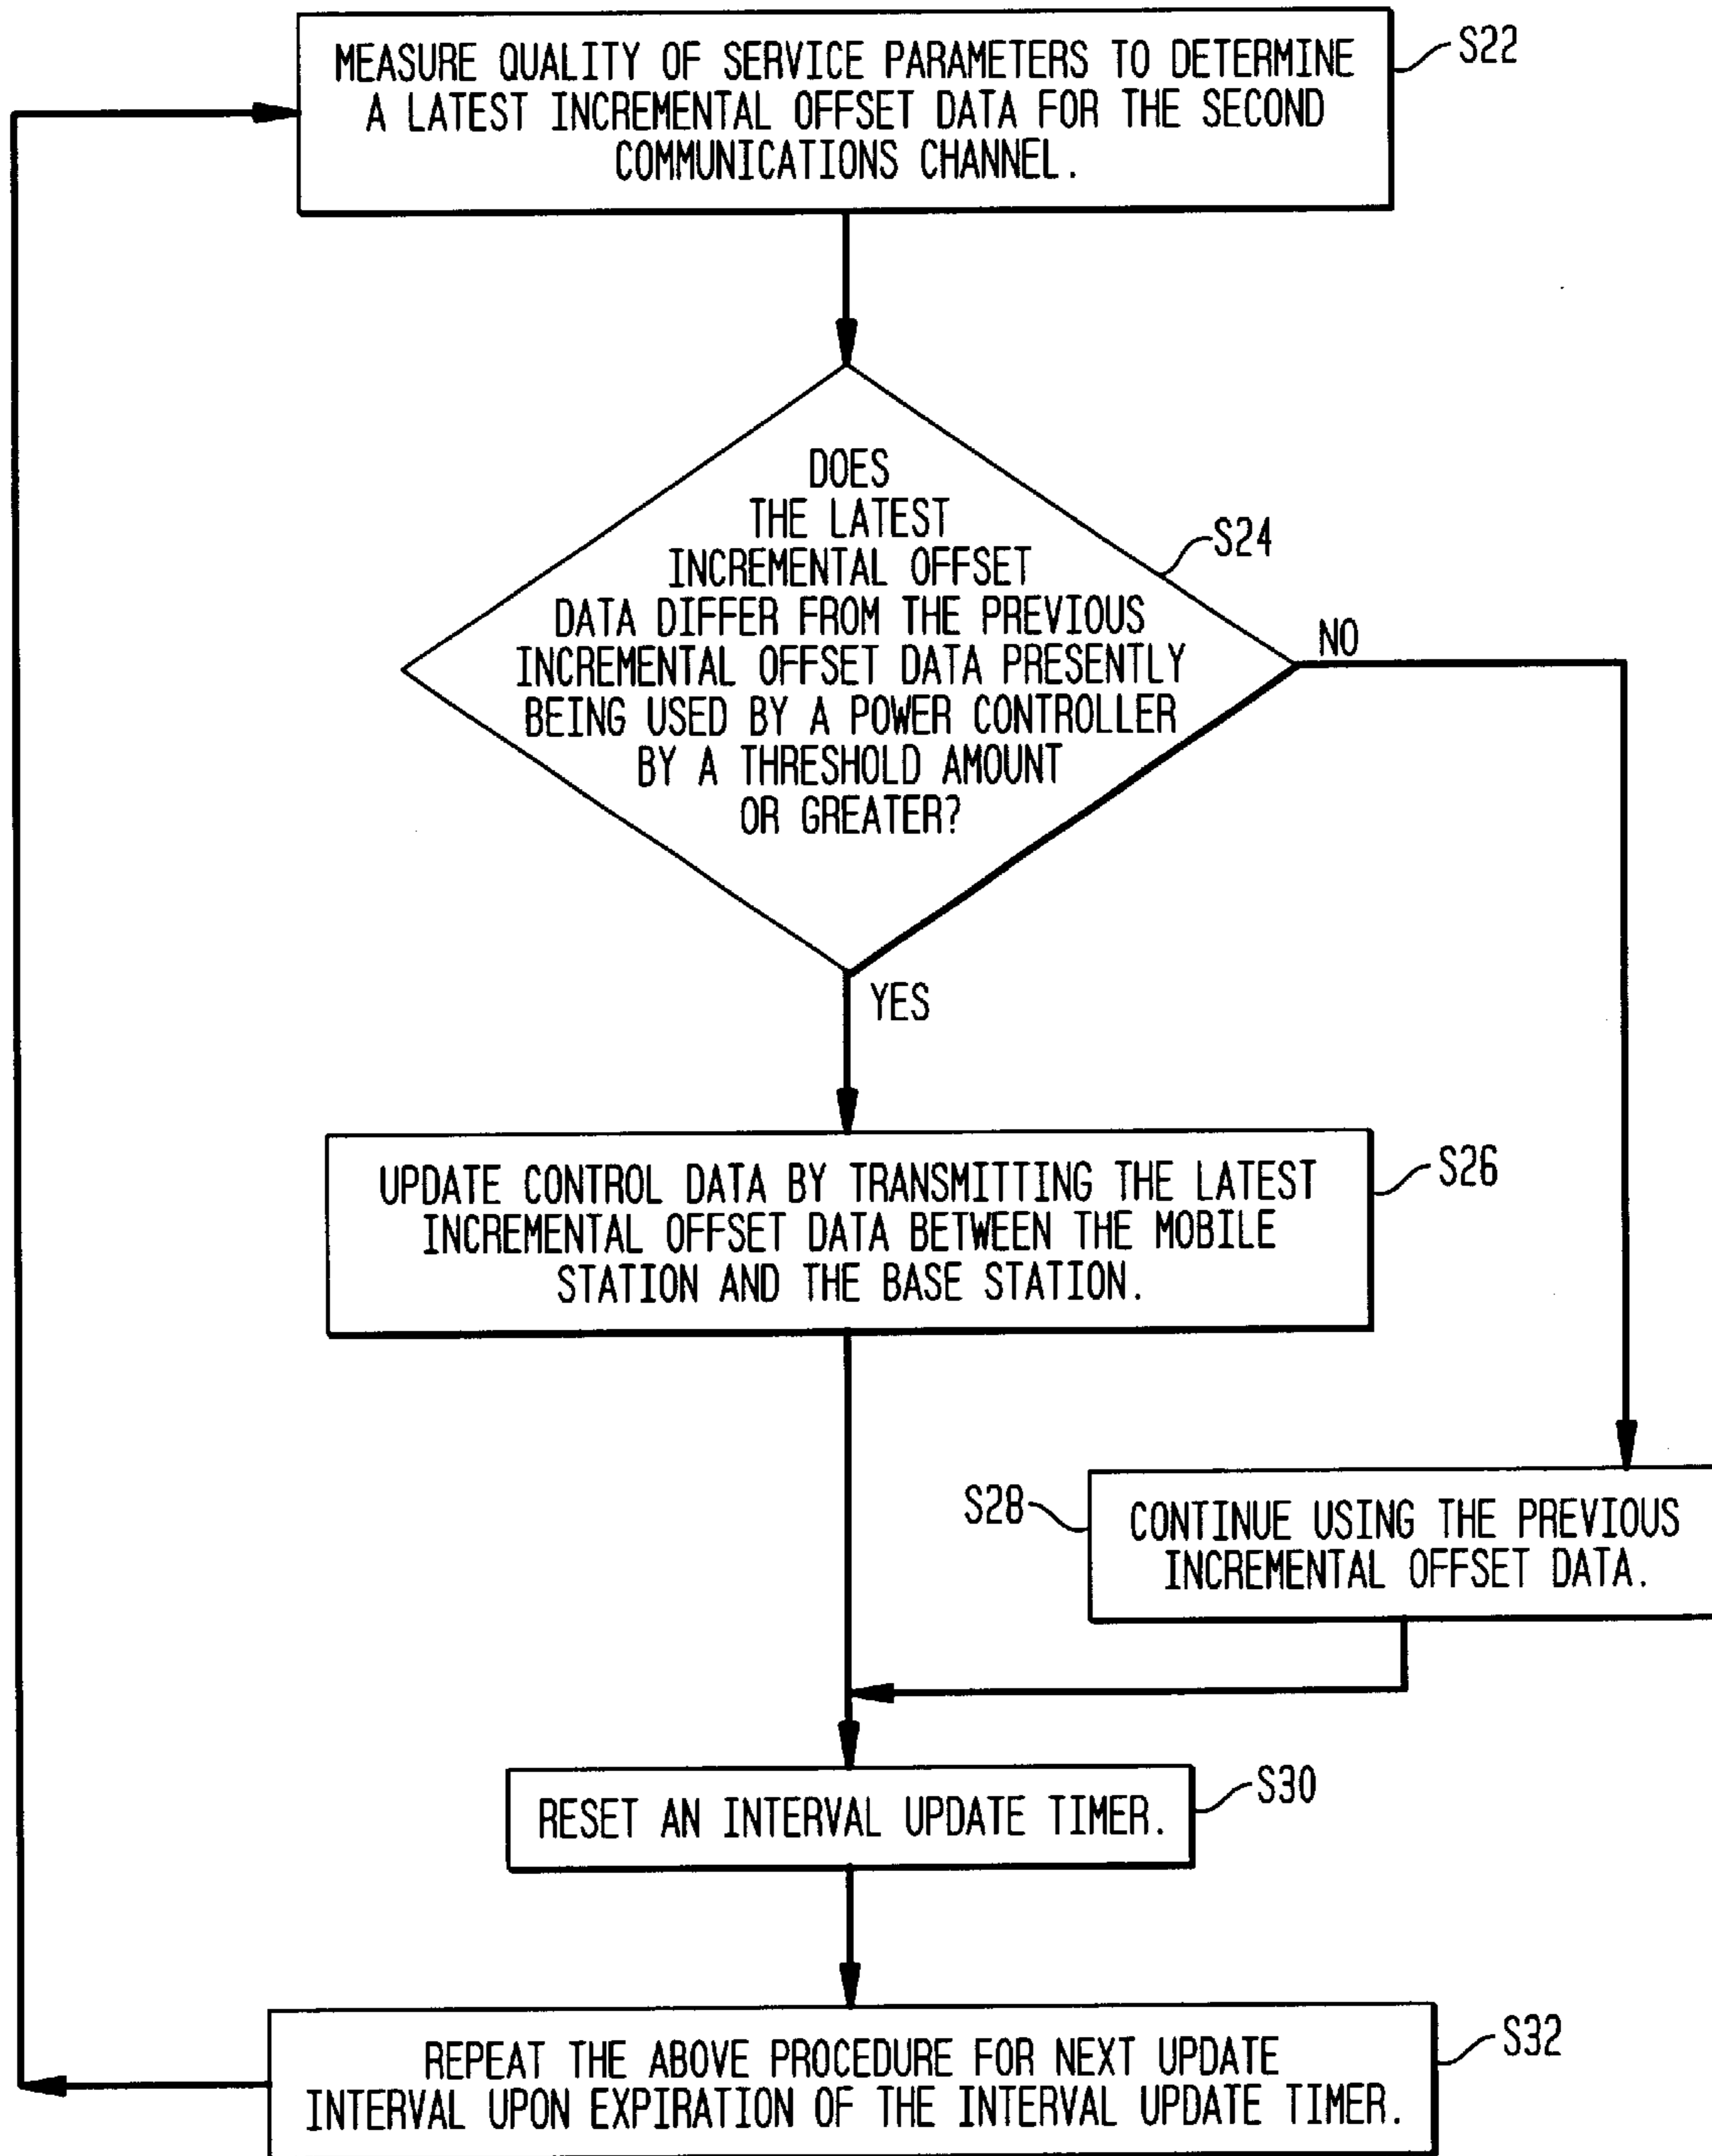 MEASURE QUALITY OF SERVICE PARAMETERS TO DETERMINE
A LATEST INCREMENTAL OFFSET DATA FOR THE SECOND
COMMUNICATIONS CHANNEL.
S22
DOES
THE LATEST
INCREMENTAL OFFSET
DATA DIFFER FROM THE PREVIOUS
INCREMENTAL OFFSET DATA PRESENTLY
BEING USED BY A POWER CONTROLLER
BY A THRESHOLD AMOUNT
OR GREATER?
S24
NO
YES
UPDATE CONTROL DATA BY TRANSMITTING THE LATEST
INCREMENTAL OFFSET DATA BETWEEN THE MOBILE
STATION AND THE BASE STATION.
S26
S28
CONTINUE USING THE PREVIOUS
INCREMENTAL OFFSET DATA.
RESET AN INTERVAL UPDATE TIMER.
S30
REPEAT THE ABOVE PROCEDURE FOR NEXT UPDATE
INTERVAL UPON EXPIRATION OF THE INTERVAL UPDATE TIMER.
S32